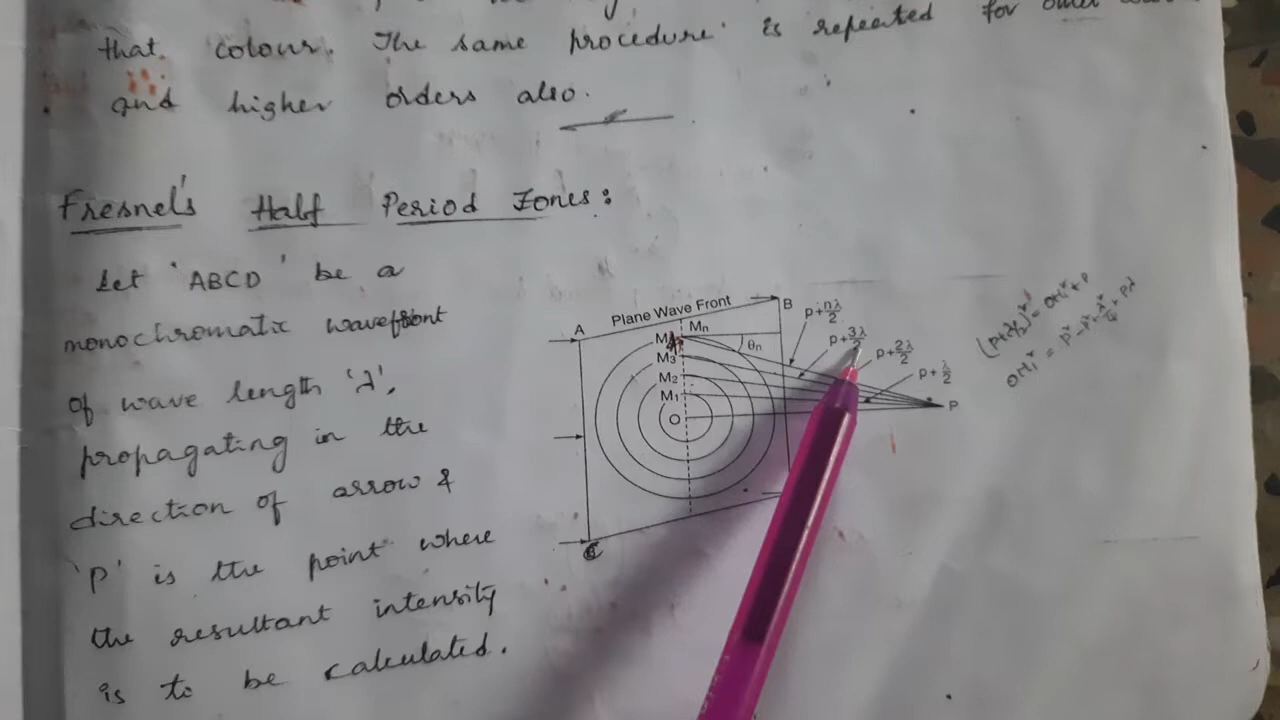 that colour. The same procedure is repeated for
and higher orders also.
Fresnel's Half Period Zones:
Let 'ABCD' be a
monochromatic wavefront
of wave length 'λ',
propagating in the
direction of arrow &
'P' is the point where
the resultant intensity
is to be calculated.
Plane Wave Front
A
B
Mn
M3
M2
M1
O
θn
p+nλ/2
p+3λ/2
p+2λ/2
p+λ/2
P